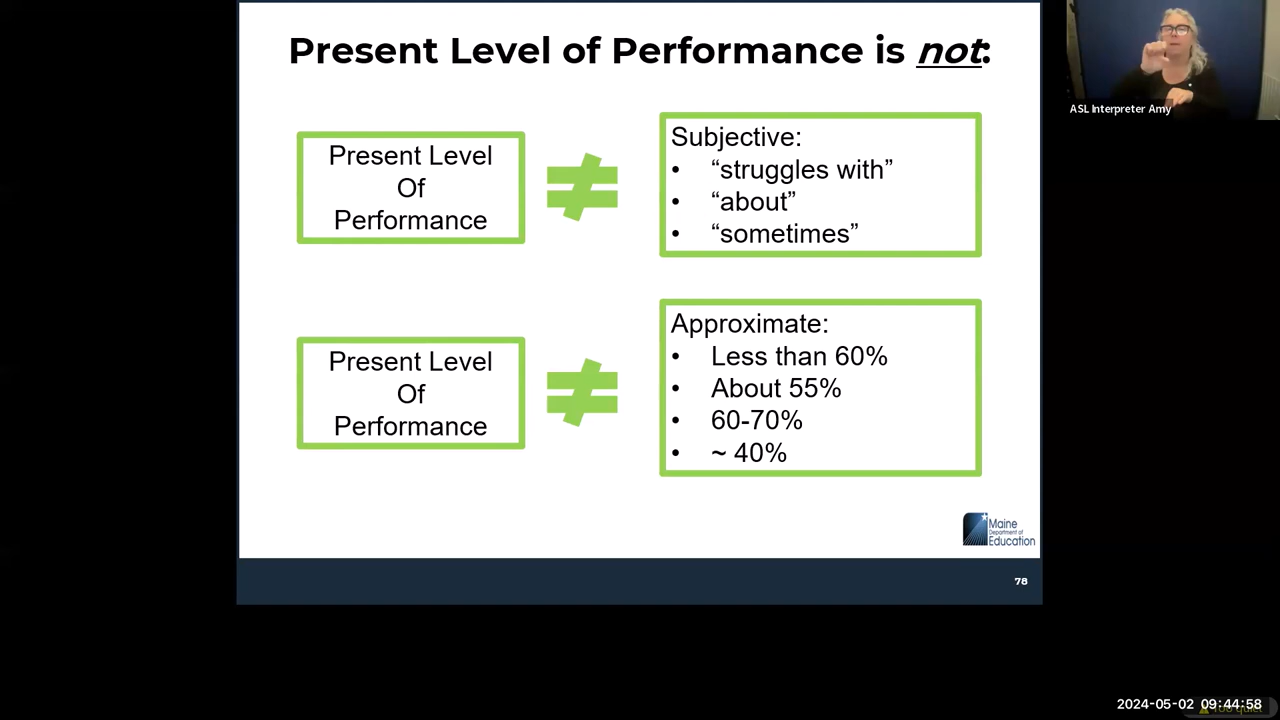 Present Level of Performance is not:
ASL Interpreter Amy
Present Level
Of
Performance
≠
Subjective:
• “struggles with”
• “about”
• “sometimes”
Present Level
Of
Performance
≠
Approximate:
• Less than 60%
• About 55%
• 60-70%
• ~ 40%
Maine
Department of
Education
78
2024-05-02 09:44:58